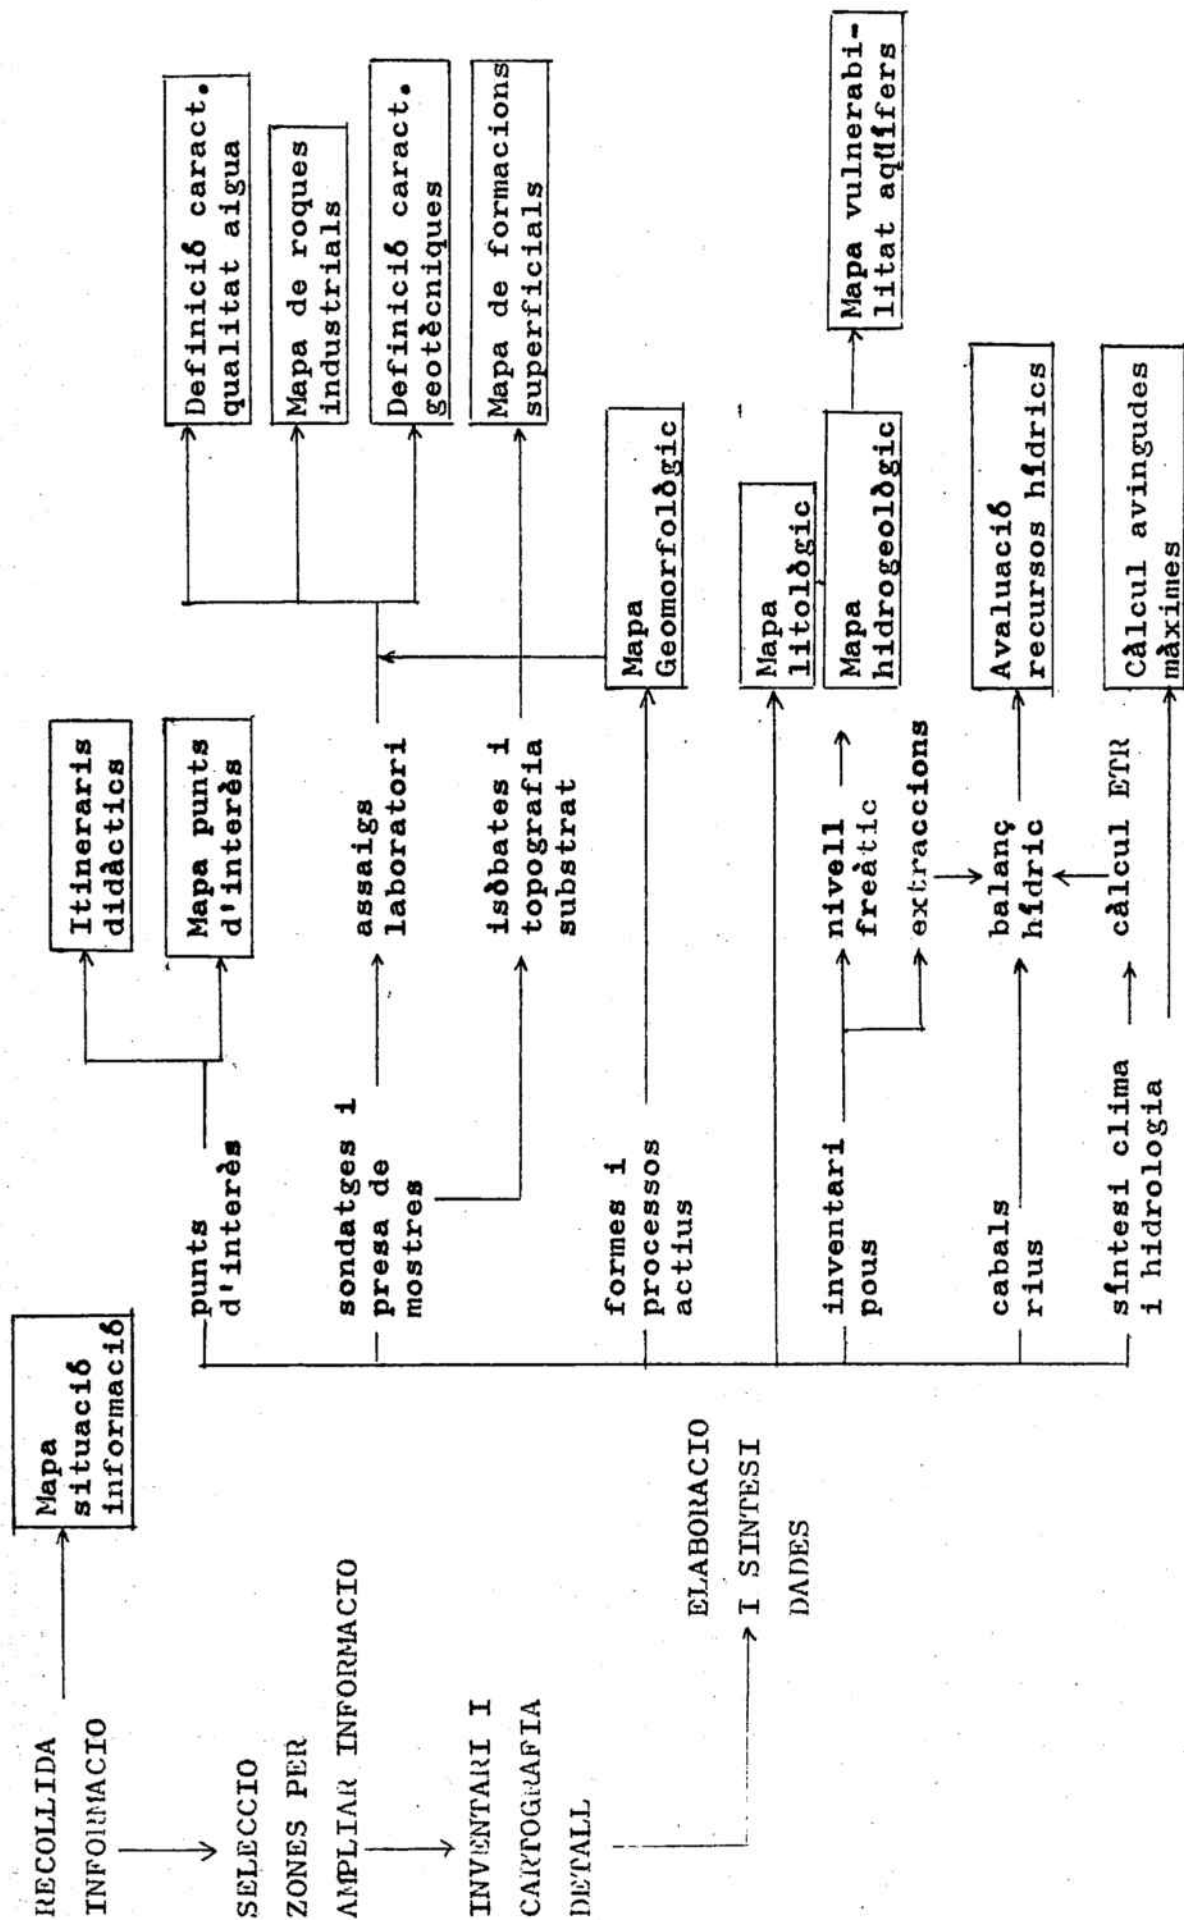 RECOLLIDA
INFORMACIO
Mapa
situació
informació
SELECCIO
ZONES PER
AMPLIAR INFORMACIO
INVENTARI I
CARTOGRAFIA
DETALL
ELABORACIO
I SINTESI
DADES
punts
d'interès
Itineraris
didàctics
Mapa punts
d'interès
sondatges i
presa de
mostres
assaigs
laboratori
isòbates i
topografia
substrat
Definició caract.
qualitat aigua
Mapa de roques
industrials
Definició caract.
geotècniques
Mapa de formacions
superficials
formes i
processos
actius
Mapa
Geomorfològic
Mapa
litològic
inventari
pous
nivell
freàtic
extraccions
Mapa
hidrogeològic
Mapa vulnerabi-
litat aqüífers
cabals
rius
balanç
hídric
Avaluació
recursos hídrics
síntesi clima
i hidrologia
càlcul ETR
Càlcul avingudes
màximes